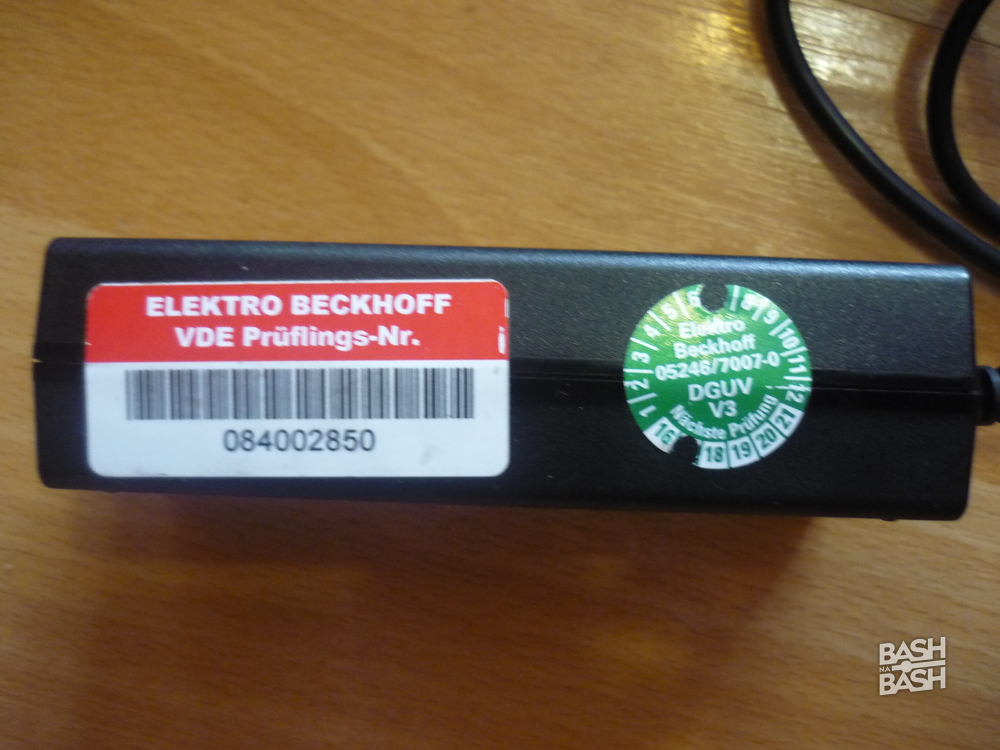 ELEKTRO BECKHOFF
VDE Prüflings-Nr.
084002850
1 2 3 4 5 6 8 9 10 11 12
Elektro
Beckhoff
05246/7007-0
DGUV
V3
Nächste Prüfung
16 18 19 20 21
BASH
NA
BASH